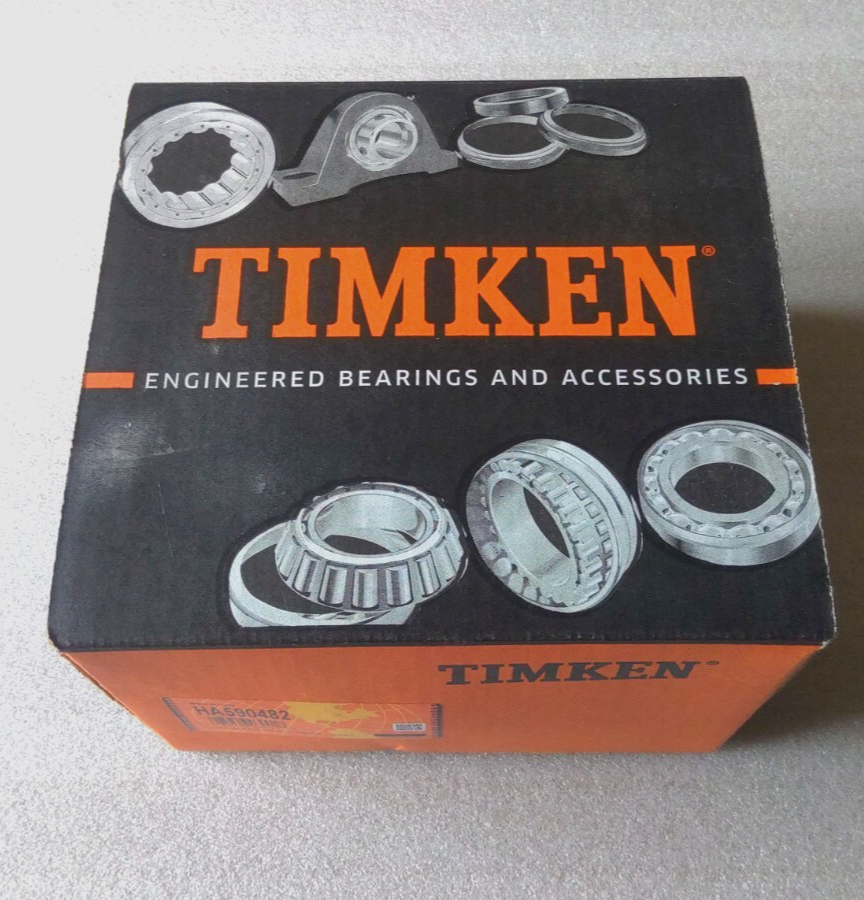 TIMKEN®
ENGINEERED BEARINGS AND ACCESSORIES
TIMKEN®
HA590482